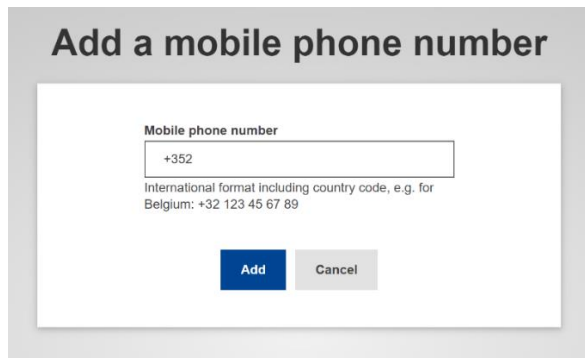 Add a mobile phone number
Mobile phone number
+352
International format including country code, e.g. for
Belgium: +32 123 45 67 89
Add
Cancel